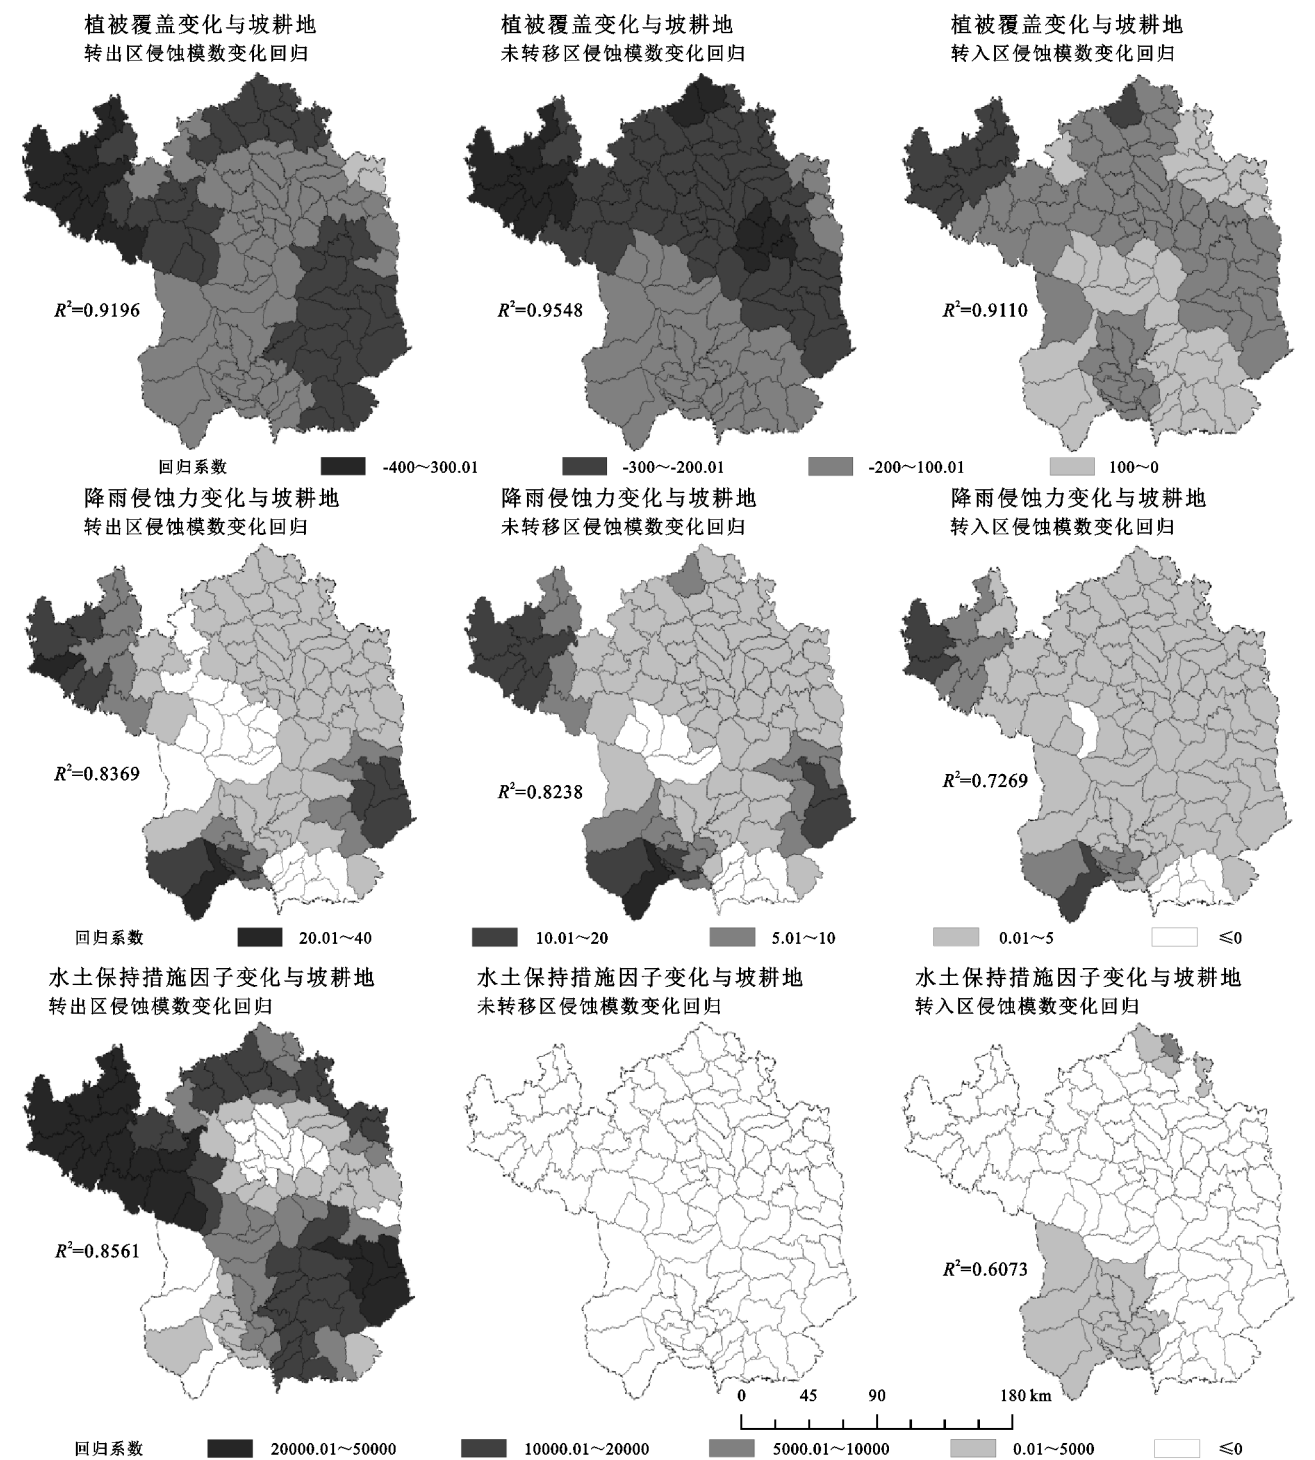 植被覆盖变化与坡耕地
转出区侵蚀模数变化回归
植被覆盖变化与坡耕地
未转移区侵蚀模数变化回归
植被覆盖变化与坡耕地
转入区侵蚀模数变化回归
R²=0.9196
R²=0.9548
R²=0.9110
回归系数 -400～300.01 -300～-200.01 -200～100.01 100～0
降雨侵蚀力变化与坡耕地
转出区侵蚀模数变化回归
降雨侵蚀力变化与坡耕地
未转移区侵蚀模数变化回归
降雨侵蚀力变化与坡耕地
转入区侵蚀模数变化回归
R²=0.8369
R²=0.8238
R²=0.7269
回归系数 20.01～40 10.01～20 5.01～10 0.01～5 ≤0
水土保持措施因子变化与坡耕地
转出区侵蚀模数变化回归
水土保持措施因子变化与坡耕地
未转移区侵蚀模数变化回归
水土保持措施因子变化与坡耕地
转入区侵蚀模数变化回归
R²=0.8561
R²=0.6073
0 45 90 180 km
回归系数 20000.01～50000 10000.01～20000 5000.01～10000 0.01～5000 ≤0